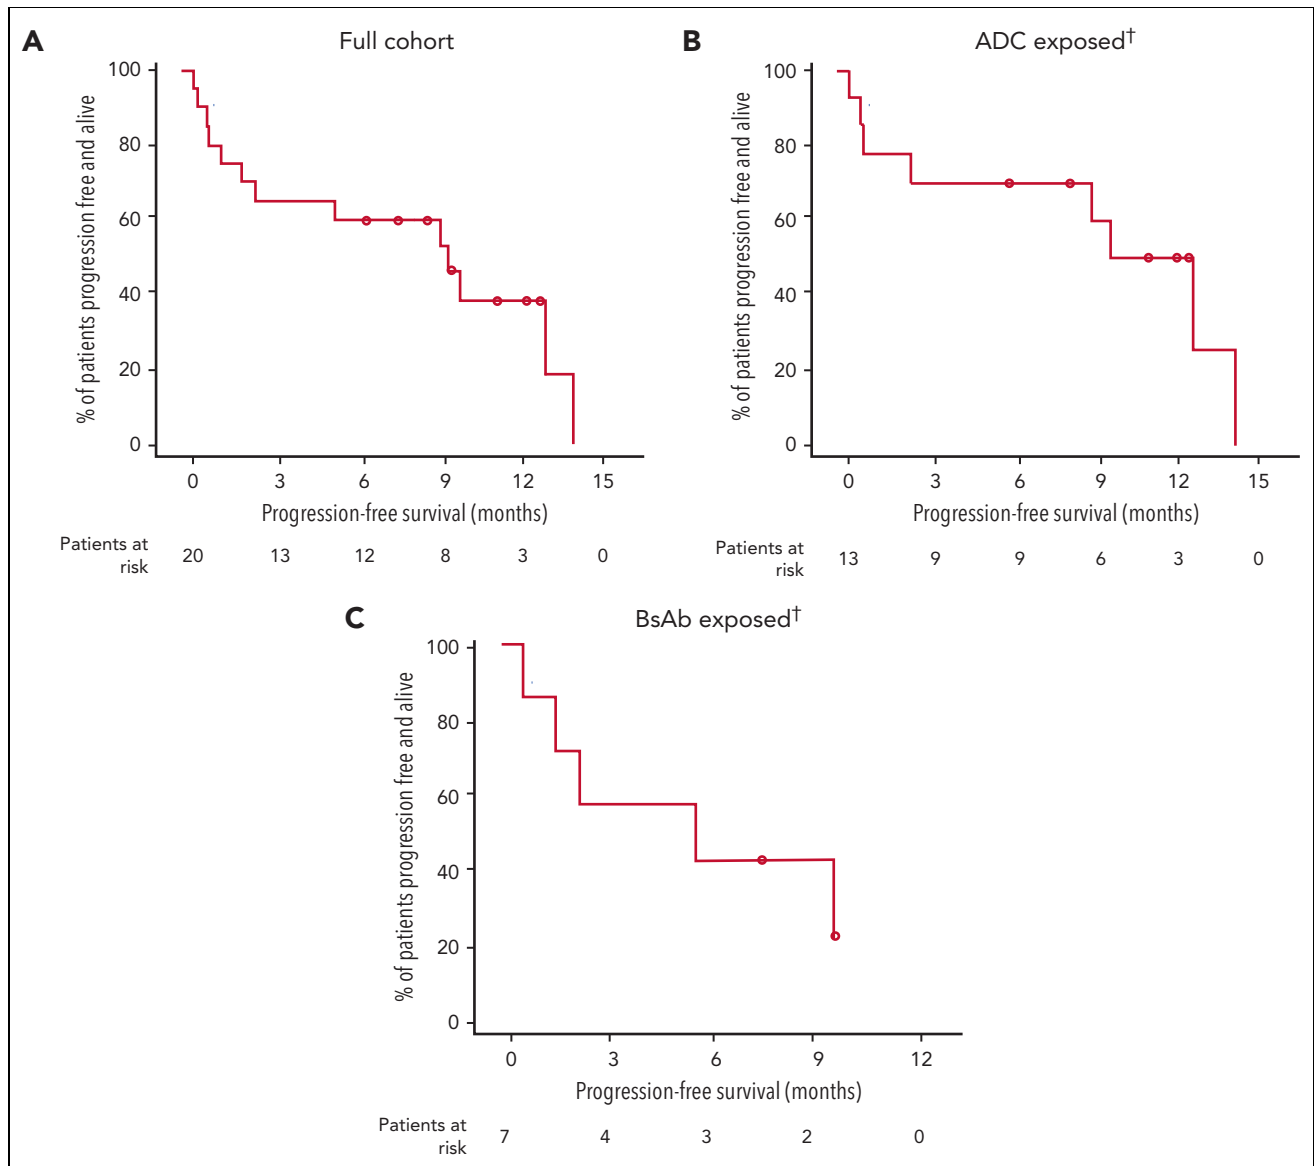 A
Full cohort
% of patients progression free and alive
100
80
60
40
20
0
0 3 6 9 12 15
Progression-free survival (months)
Patients at
risk
20 13 12 8 3 0
B
ADC exposed†
% of patients progression free and alive
100
80
60
40
20
0
0 3 6 9 12 15
Progression-free survival (months)
Patients at
risk
13 9 9 6 3 0
C
BsAb exposed†
% of patients progression free and alive
100
80
60
40
20
0
0 3 6 9 12
Progression-free survival (months)
Patients at
risk
7 4 3 2 0